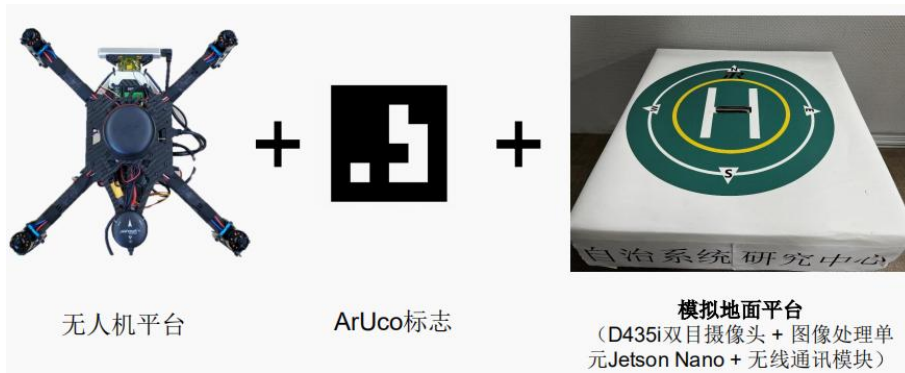 S
自治系统研究中心
无人机平台
ArUco标志
模拟地面平台
（D435i双目摄像头 + 图像处理单
元Jetson Nano + 无线通讯模块）